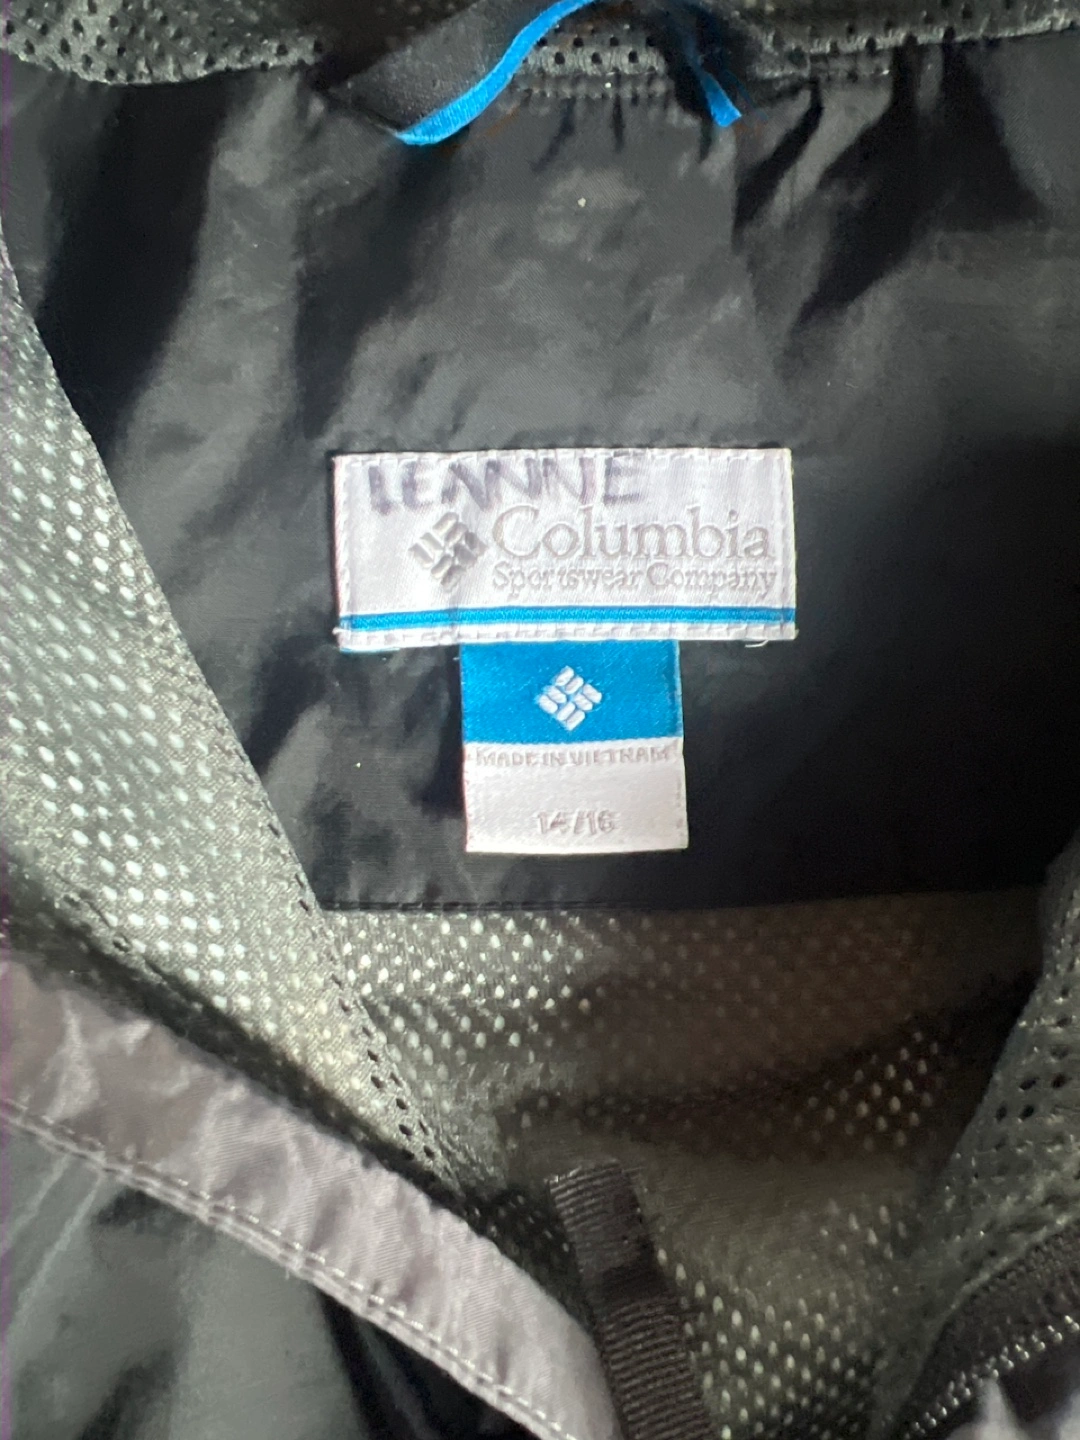 LEANNE
Columbia
Sportswear Company
MADE IN VIETNAM
14/16